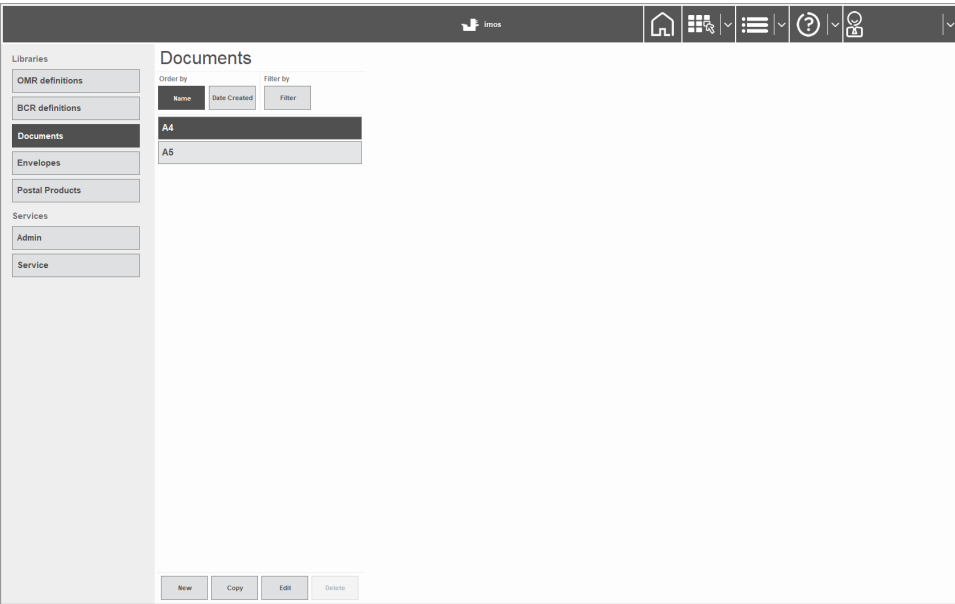 imos
Libraries
OMR definitions
BCR definitions
Documents
Envelopes
Postal Products
Services
Admin
Service
Documents
Order by Filter by
Name Date Created Filter
A4
A5
New Copy Edit Delete